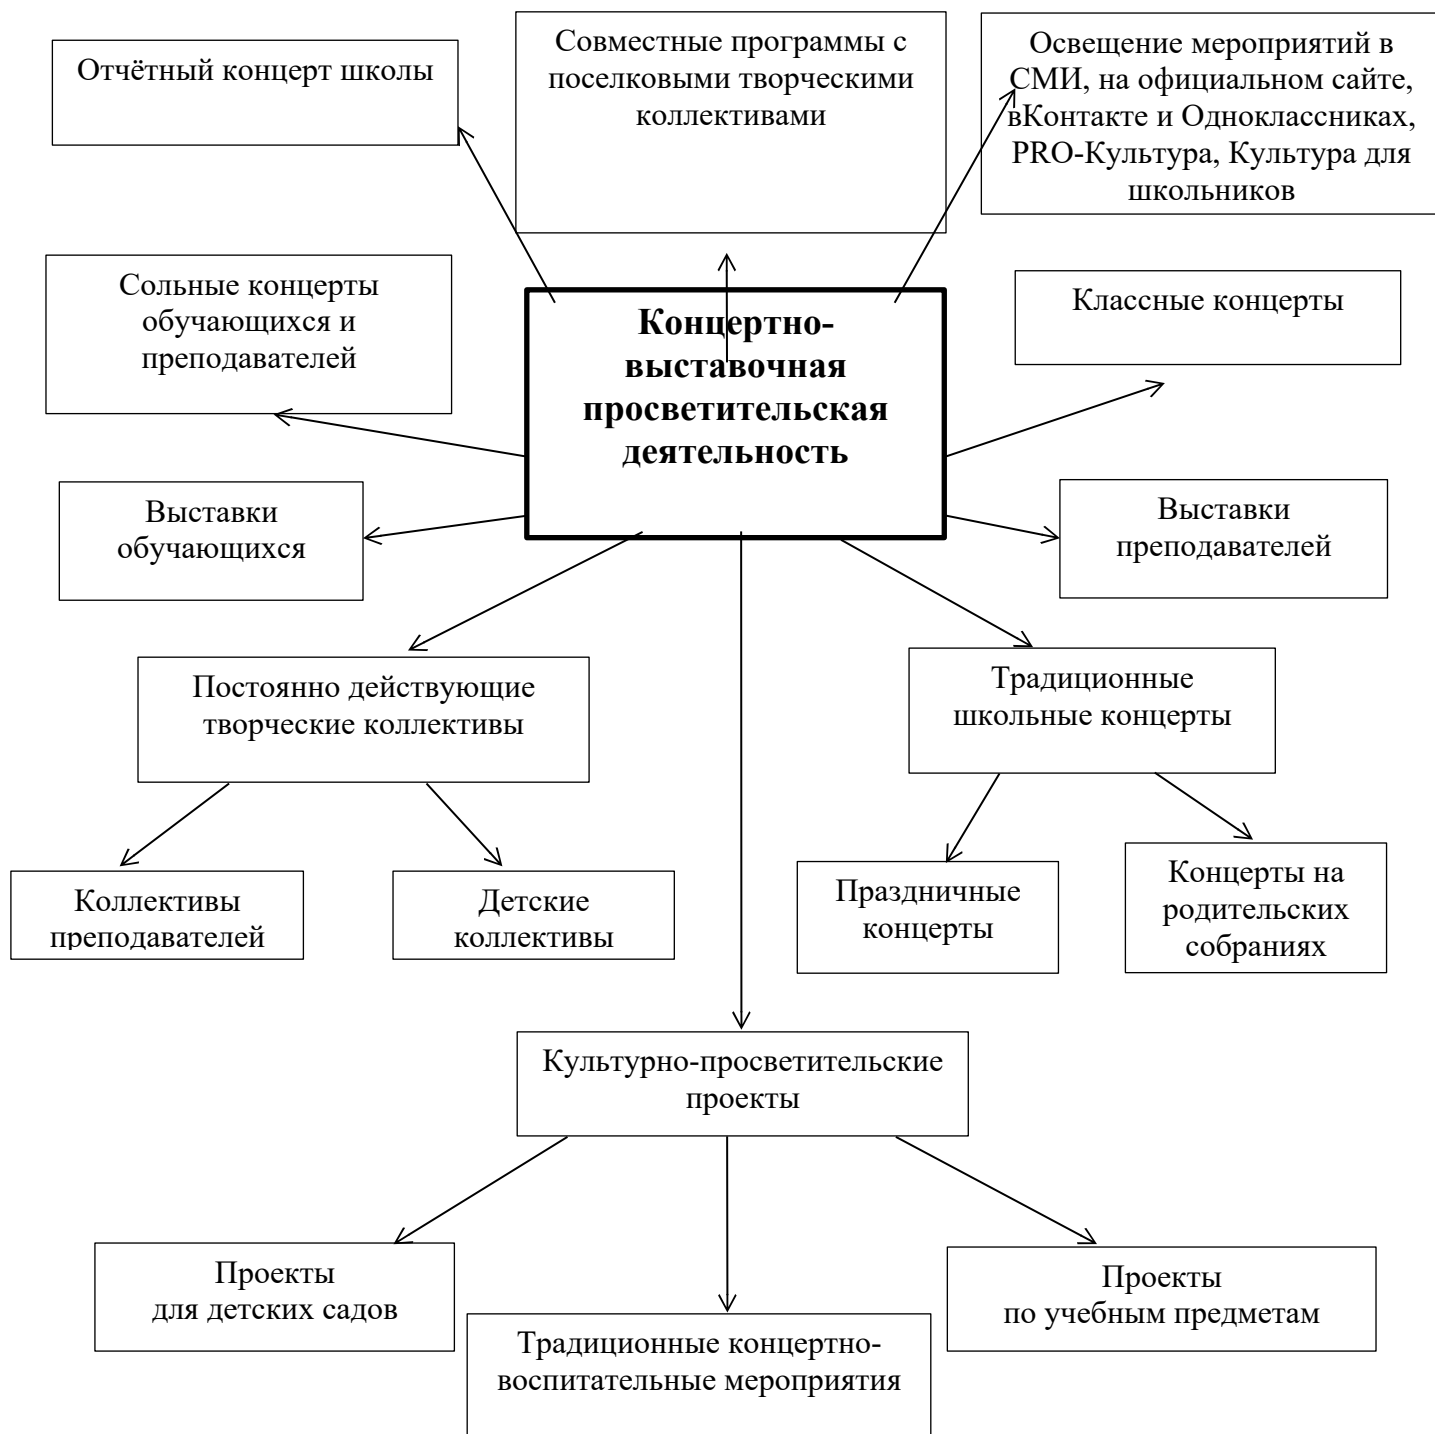 Отчётный концерт школы
Совместные программы с
поселковыми творческими
коллективами
Освещение мероприятий в
СМИ, на официальном сайте,
вКонтакте и Одноклассниках,
PRO-Культура, Культура для
школьников
Сольные концерты
обучающихся и
преподавателей
Концертно-
выставочная
просветительская
деятельность
Классные концерты
Выставки
обучающихся
Выставки
преподавателей
Постоянно действующие
творческие коллективы
Традиционные
школьные концерты
Коллективы
преподавателей
Детские
коллективы
Праздничные
концерты
Концерты на
родительских
собраниях
Культурно-просветительские
проекты
Проекты
для детских садов
Традиционные концертно-
воспитательные мероприятия
Проекты
по учебным предметам